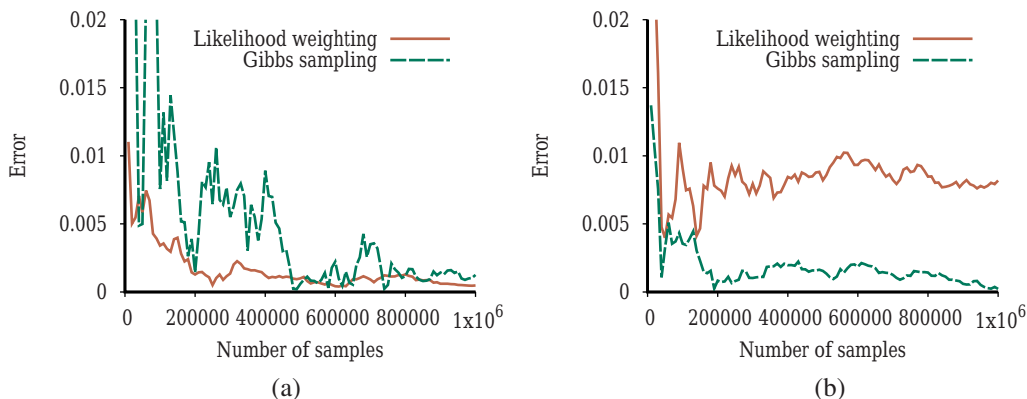 0.02
0.015
0.01
0.005
0
Error
Likelihood weighting
Gibbs sampling
0 200000 400000 600000 800000 1x10^6
Number of samples
(a)
0.02
0.015
0.01
0.005
0
Error
Likelihood weighting
Gibbs sampling
0 200000 400000 600000 800000 1x10^6
Number of samples
(b)